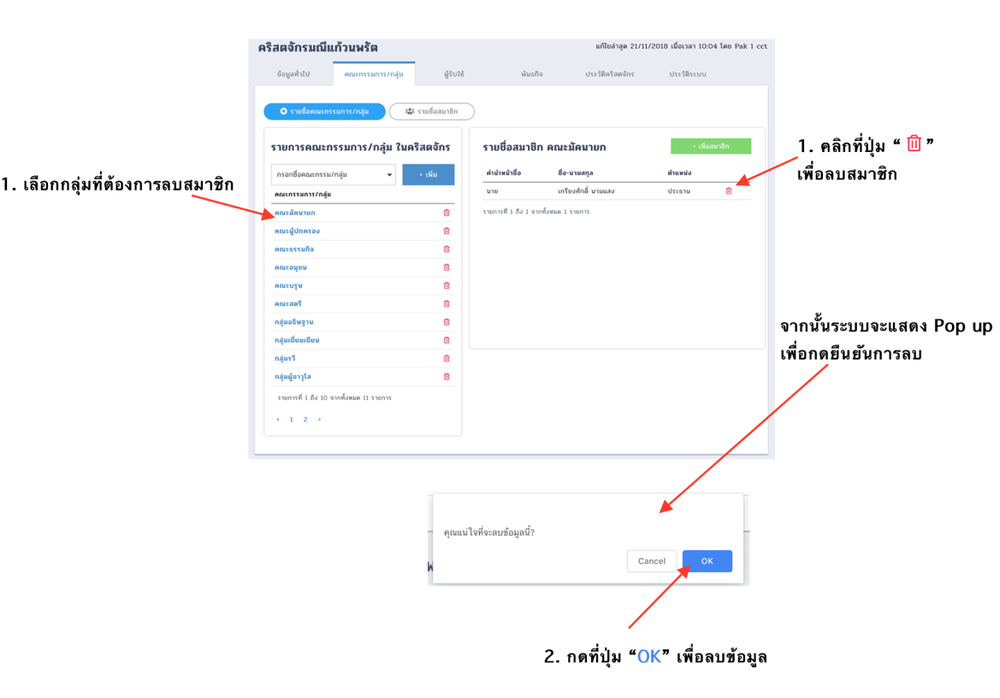 คริสตจักรมณีแก้วนพรัต
แก้ไขล่าสุด 21/11/2018 เมื่อเวลา 10:04 โดย Pak 1 cct
ข้อมูลทั่วไป
คณะกรรมการ/กลุ่ม
ผู้รับใช้
พันธกิจ
ประวัติคริสตจักร
ประวัติระบบ
รายชื่อคณะกรรมการ/กลุ่ม
รายชื่อสมาชิก
รายการคณะกรรมการ/กลุ่ม ในคริสตจักร
กรอกชื่อคณะกรรม/กลุ่ม
+ เพิ่ม
คณะกรรมการ/กลุ่ม
คณะมัคนายก
คณะผู้ปกครอง
คณะธรรมกิจ
คณะอนุชน
คณะบุรุษ
คณะสตรี
กลุ่มอธิษฐาน
กลุ่มเยี่ยมเยียน
กลุ่มรวี
กลุ่มผู้อาวุโส
รายการที่ 1 ถึง 10 จากทั้งหมด 11 รายการ
‹ 1 2 ›
รายชื่อสมาชิก คณะมัคนายก
+ เพิ่มสมาชิก
คำนำหน้าชื่อ ชื่อ-นามสกุล ตำแหน่ง
นาย เกรียงศักดิ์ นามแสง ประธาน
รายการที่ 1 ถึง 1 จากทั้งหมด 1 รายการ
1. เลือกกลุ่มที่ต้องการลบสมาชิก
1. คลิกที่ปุ่ม “ ”
เพื่อลบสมาชิก
จากนั้นระบบจะแสดง Pop up
เพื่อกดยืนยันการลบ
คุณแน่ใจที่จะลบข้อมูลนี้?
Cancel
OK
2. กดที่ปุ่ม “OK” เพื่อลบข้อมูล